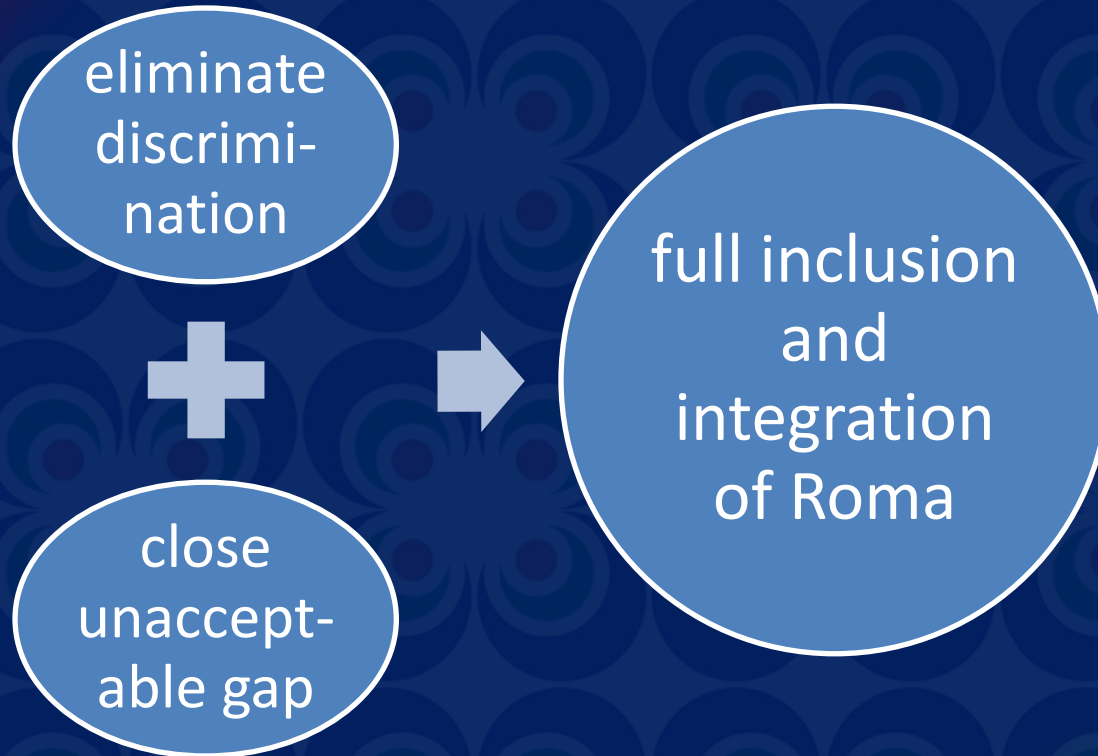 eliminate
discrimi-
nation
close
unaccept-
able gap
full inclusion
and
integration
of Roma